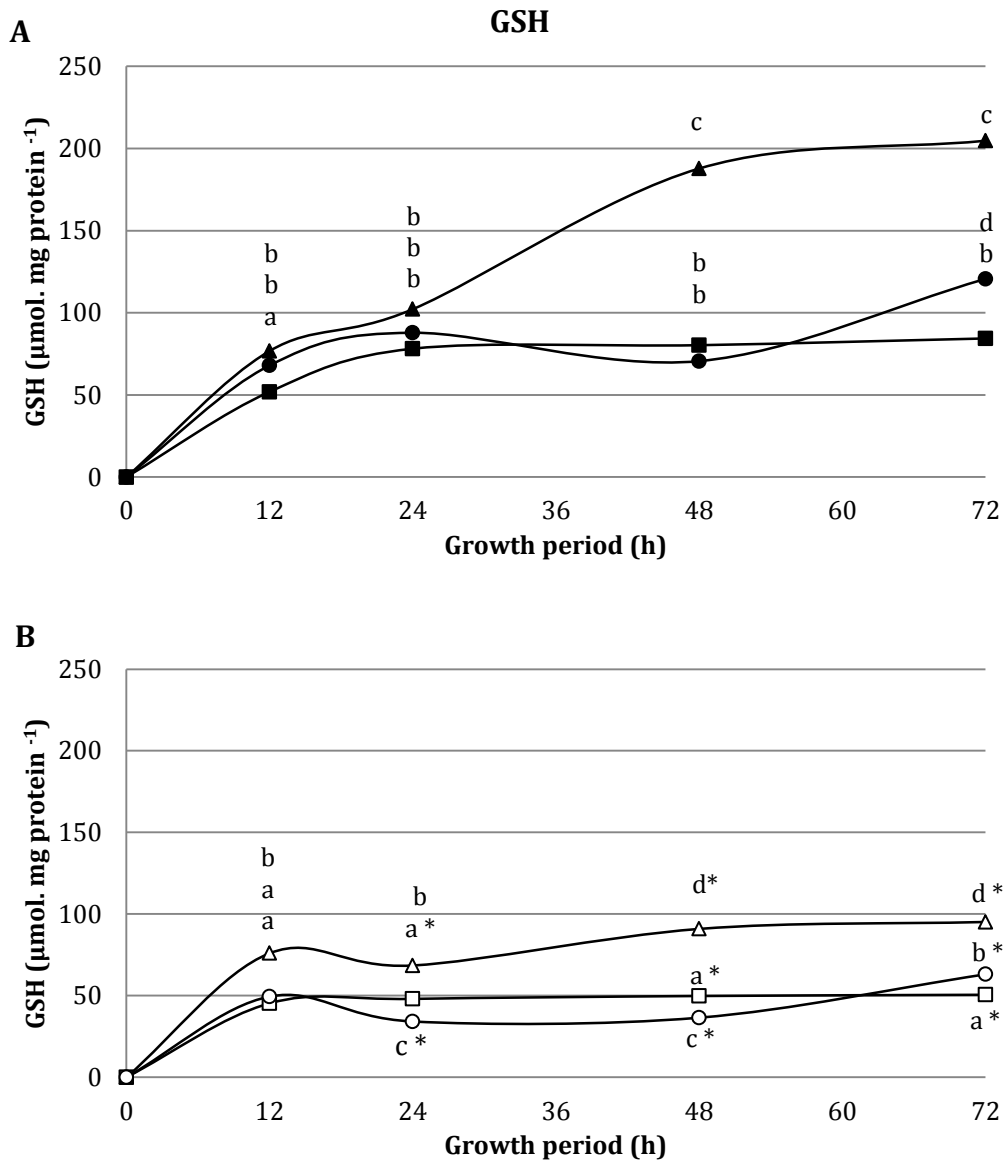 GSH
A
250
200
150
100
50
0
GSH (µmol. mg protein -1)
c
c
b
b
b
d
b
b
b
b
b
b
a
0
12
24
36
48
60
72
Growth period (h)
B
250
200
150
100
50
0
GSH (µmol. mg protein -1)
b
a
a
b
a *
d*
d *
a *
b *
c *
c *
a *
0
12
24
36
48
60
72
Growth period (h)